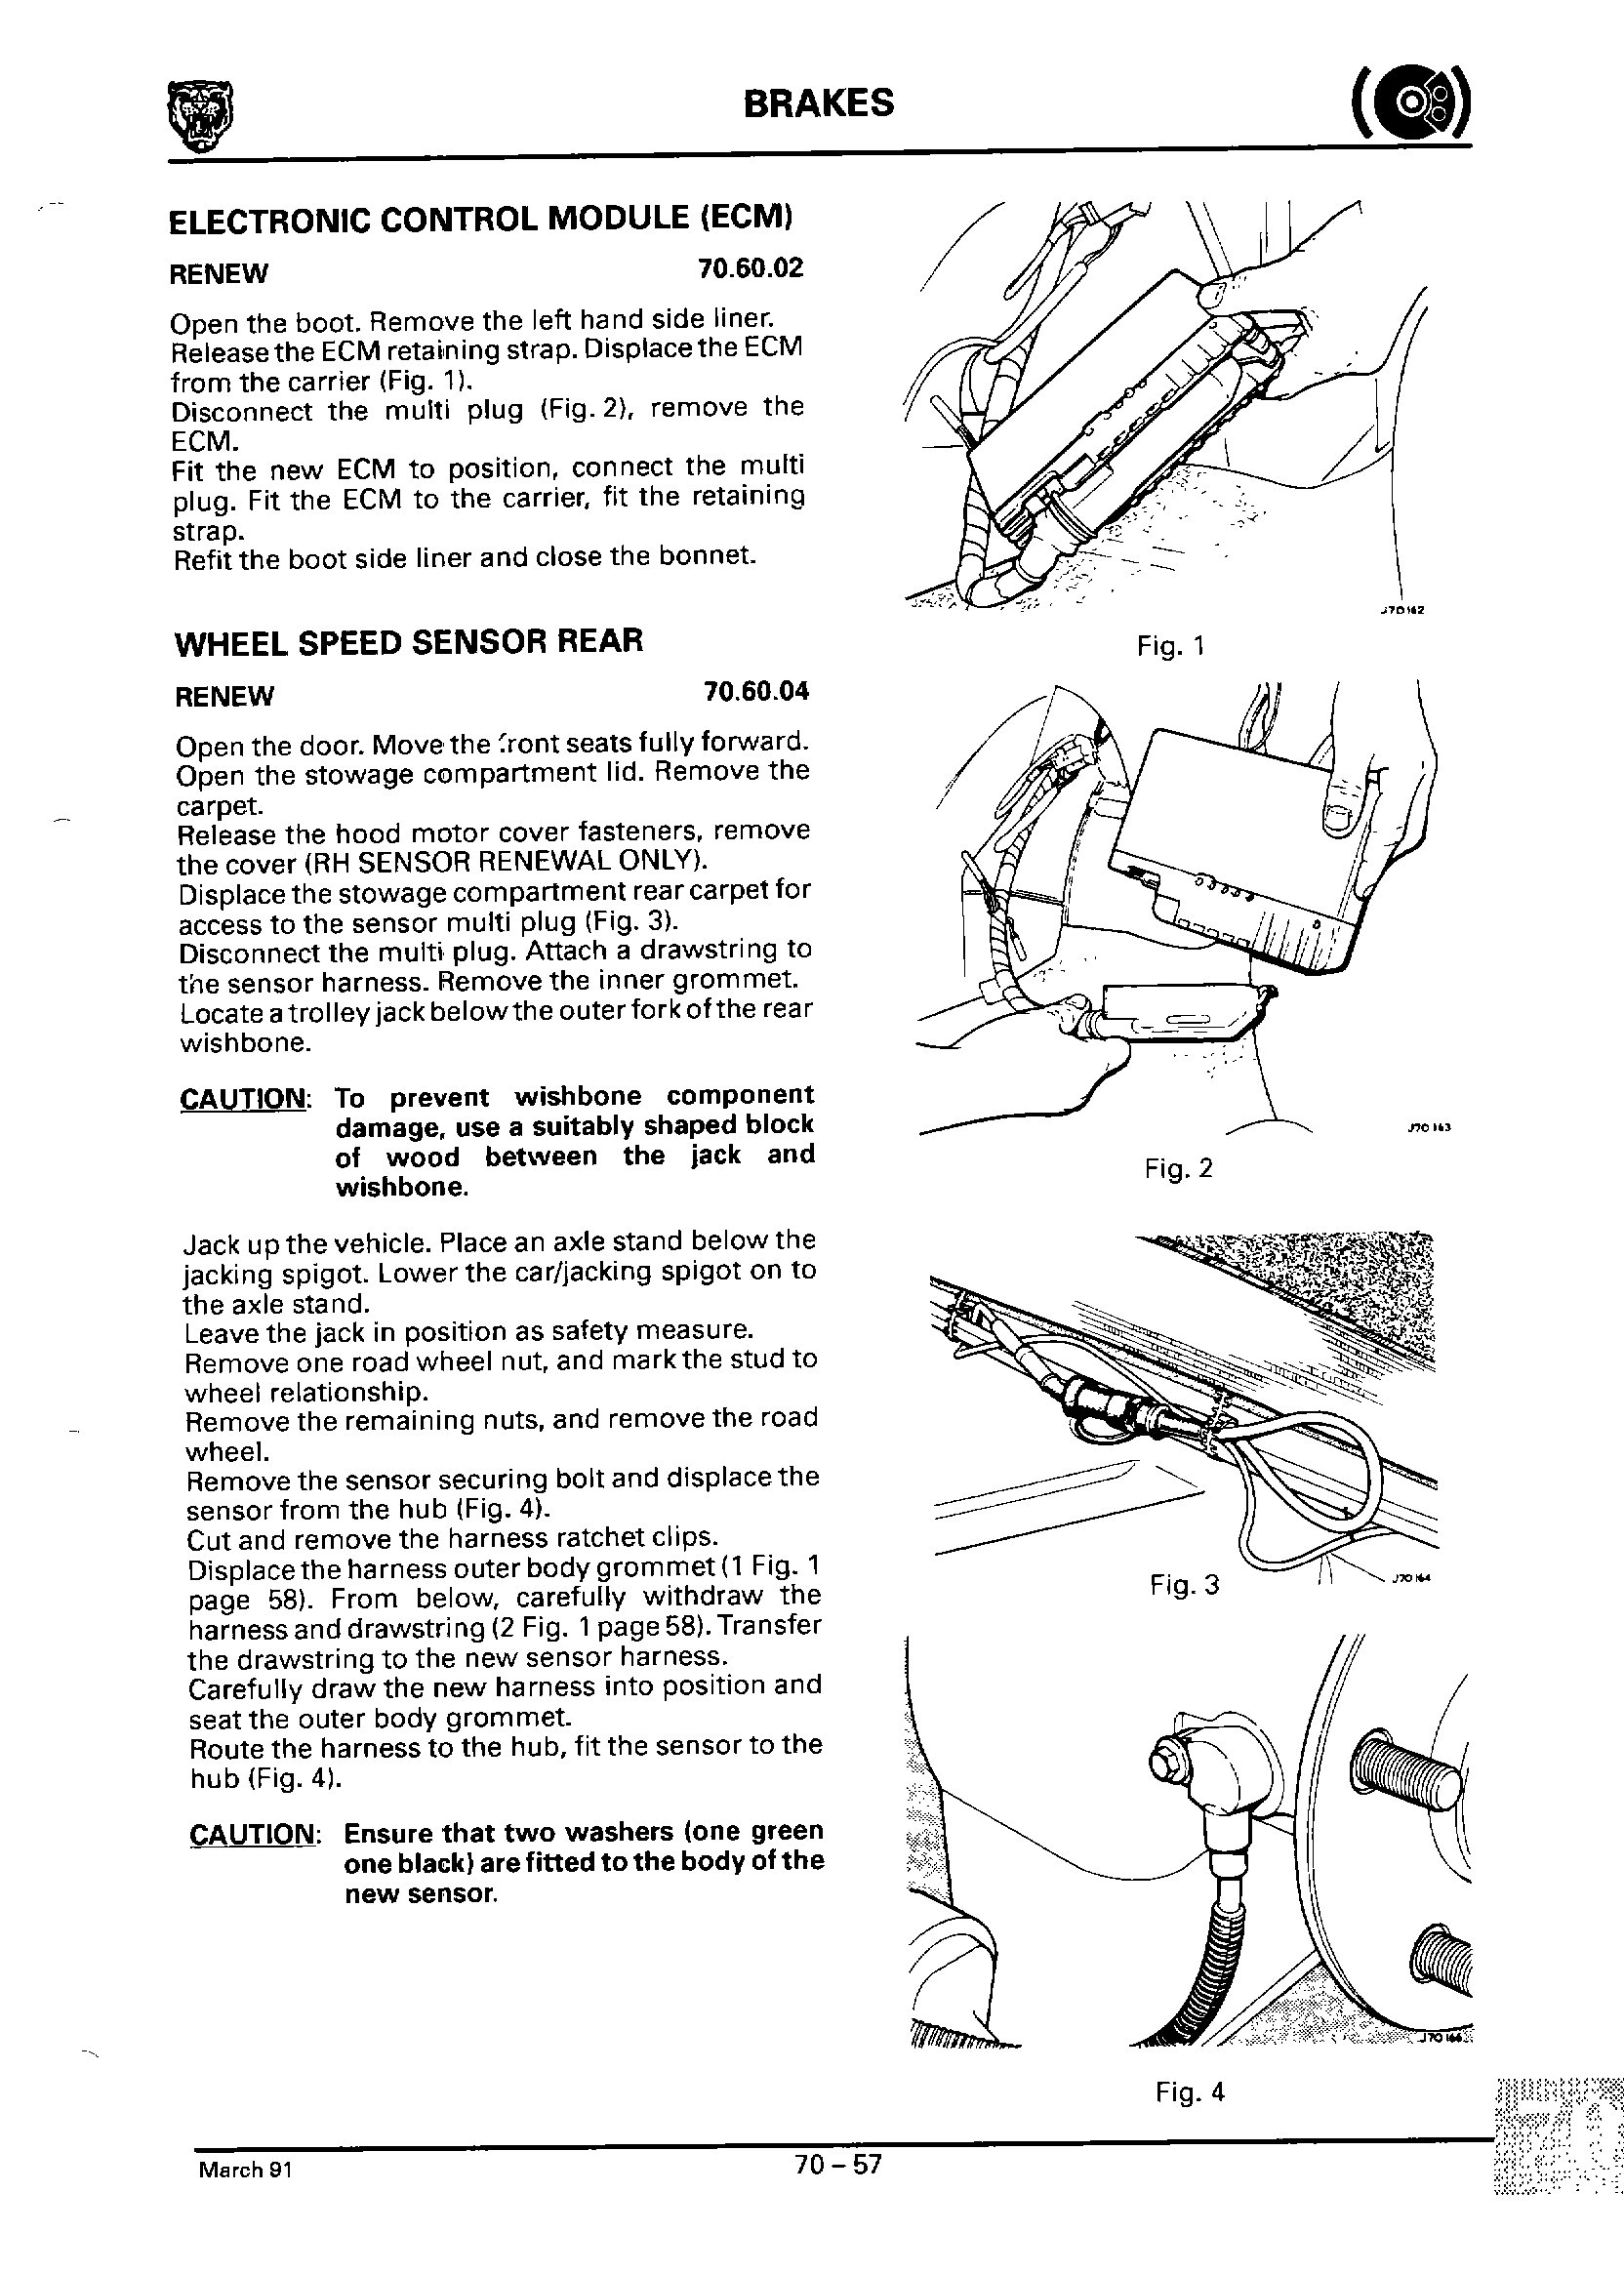 BRAKES
ELECTRONIC CONTROL MODULE (ECM)
RENEW 70.60.02
Open the boot. Remove the left hand side liner.
Release the ECM retaining strap. Displace the ECM
from the carrier (Fig. 1).
Disconnect the multi plug (Fig. 2), remove the
ECM.
Fit the new ECM to position, connect the multi
plug. Fit the ECM to the carrier, fit the retaining
strap.
Refit the boot side liner and close the bonnet.
WHEEL SPEED SENSOR REAR
RENEW 70.60.04
Open the door. Move the front seats fully forward.
Open the stowage compartment lid. Remove the
carpet.
Release the hood motor cover fasteners, remove
the cover (RH SENSOR RENEWAL ONLY).
Displace the stowage compartment rear carpet for
access to the sensor multi plug (Fig. 3).
Disconnect the multi plug. Attach a drawstring to
the sensor harness. Remove the inner grommet.
Locate a trolley jack below the outer fork of the rear
wishbone.
CAUTION: To prevent wishbone component
damage, use a suitably shaped block
of wood between the jack and
wishbone.
Jack up the vehicle. Place an axle stand below the
jacking spigot. Lower the car/jacking spigot on to
the axle stand.
Leave the jack in position as safety measure.
Remove one road wheel nut, and mark the stud to
wheel relationship.
Remove the remaining nuts, and remove the road
wheel.
Remove the sensor securing bolt and displace the
sensor from the hub (Fig. 4).
Cut and remove the harness ratchet clips.
Displace the harness outer body grommet (1 Fig. 1
page 58). From below, carefully withdraw the
harness and drawstring (2 Fig. 1 page 58). Transfer
the drawstring to the new sensor harness.
Carefully draw the new harness into position and
seat the outer body grommet.
Route the harness to the hub, fit the sensor to the
hub (Fig. 4).
CAUTION: Ensure that two washers (one green
one black) are fitted to the body of the
new sensor.
J70 162
Fig. 1
J70 163
Fig. 2
J70 164
Fig. 3
J70 166
Fig. 4
70
March 91
70 – 57